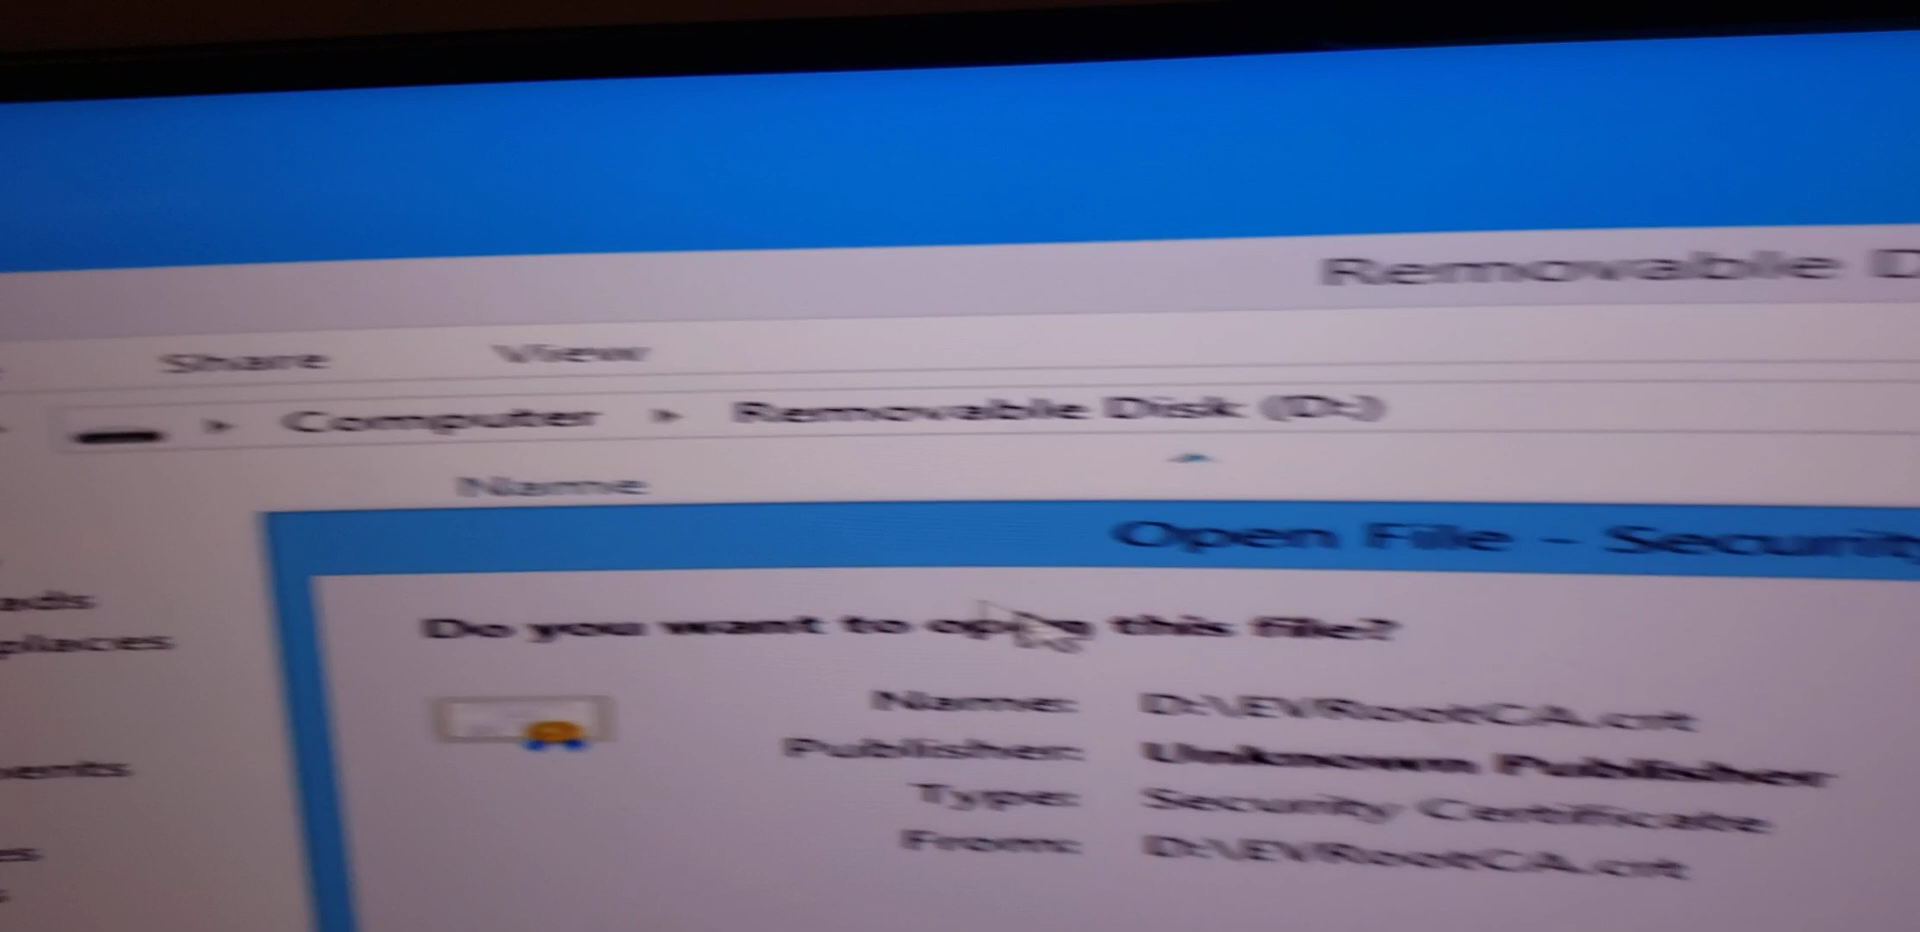 Removable D
Share View
Computer Removable Disk (D:)
Name
Open File - Security
Do you want to open this file?
Name: D:\EVRootCA.crt
Publisher: Unknown Publisher
Type: Security Certificate
From: D:\EVRootCA.crt
places